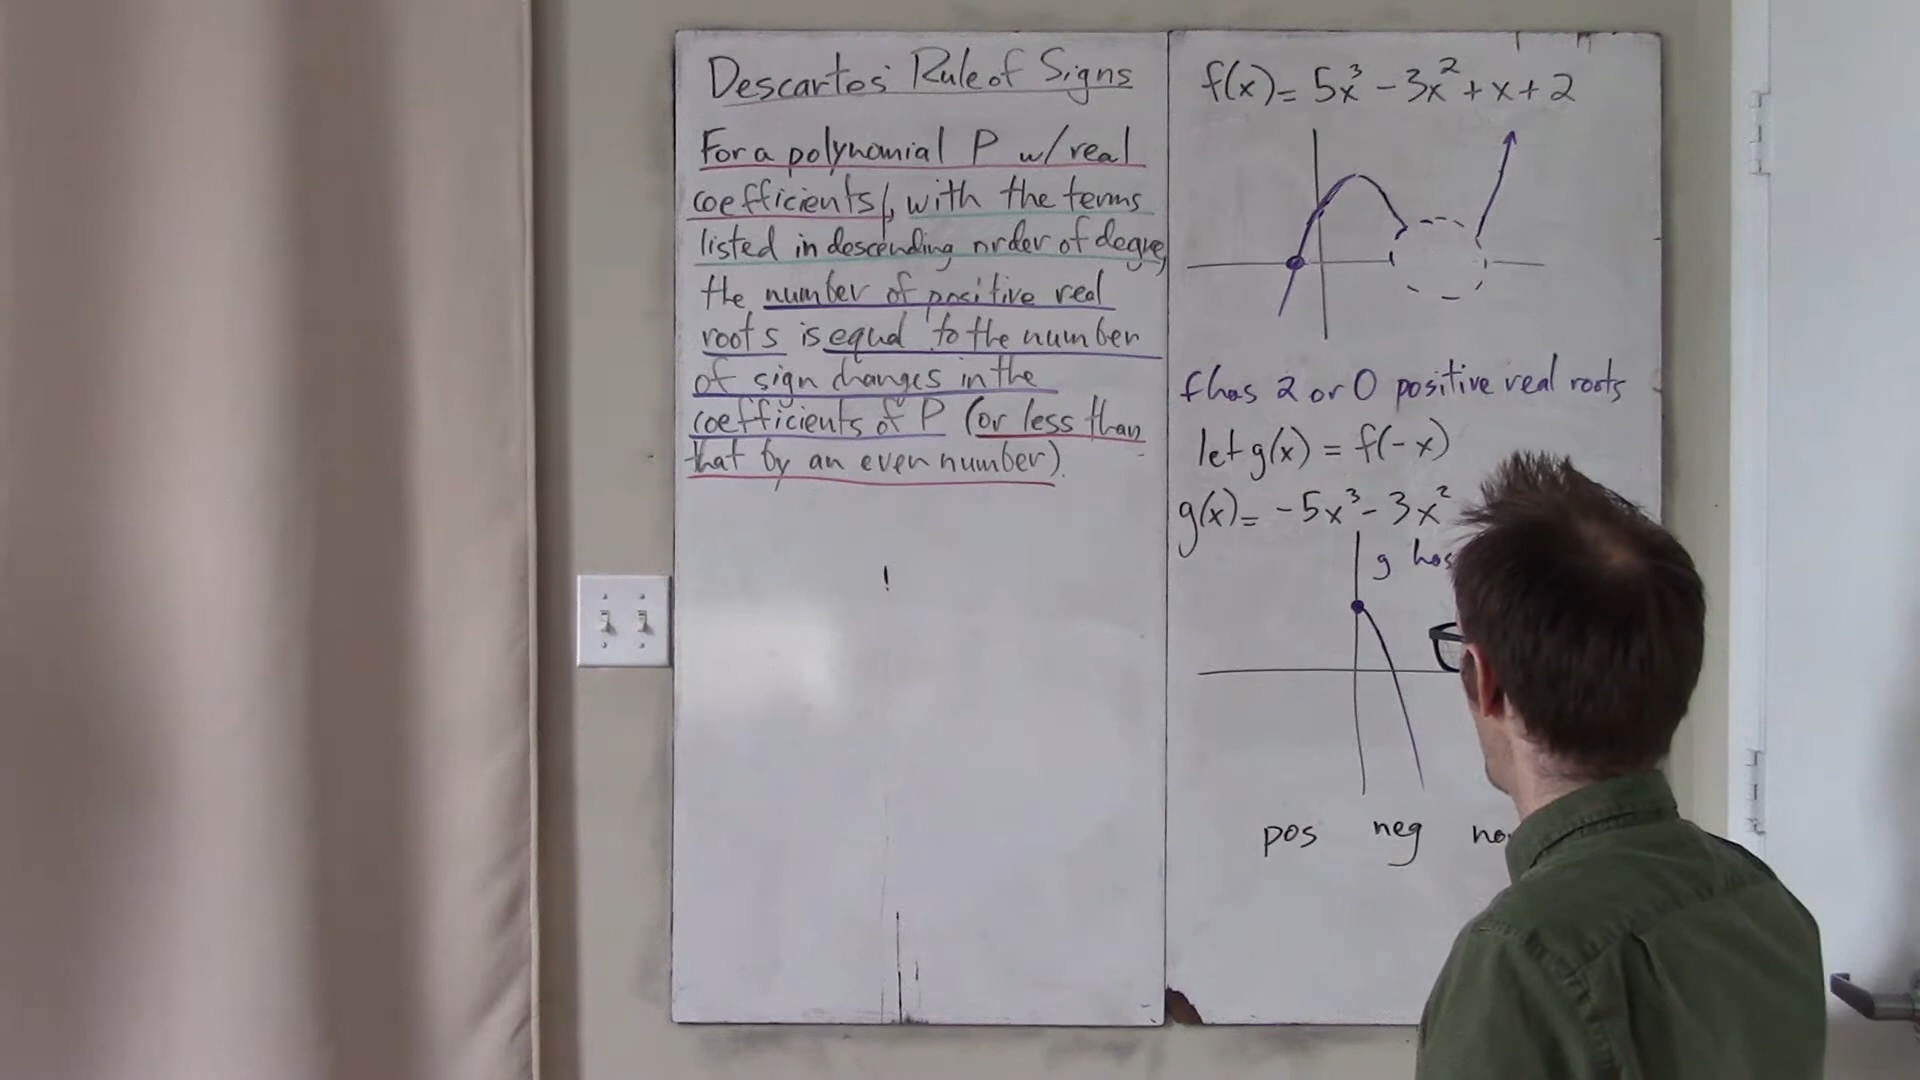 Descartes' Rule of Signs
For a polynomial P w/real
coefficients, with the terms
listed in descending order of degree,
the number of positive real
roots is equal to the number
of sign changes in the
coefficients of P (or less than
that by an even number).
f(x) = 5x³ - 3x² + x + 2
f has 2 or 0 positive real roots
let g(x) = f(-x)
g(x) = -5x³ - 3x²
g has
pos neg